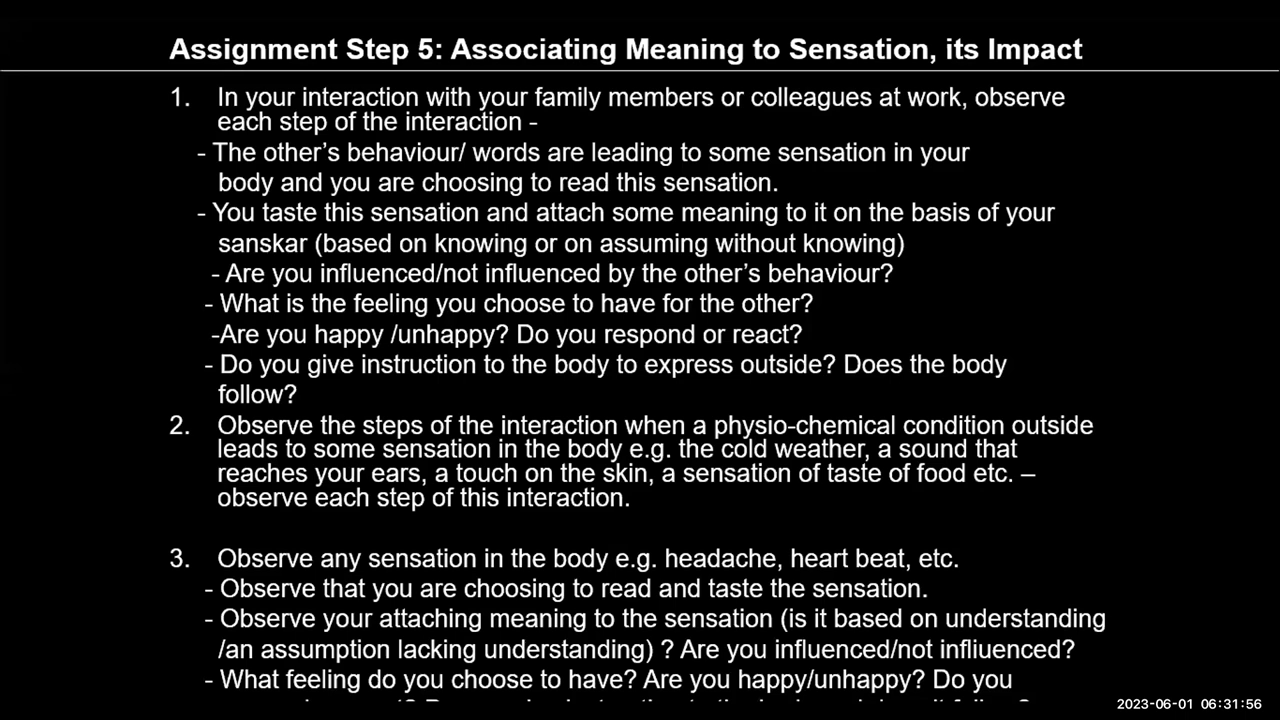 Assignment Step 5: Associating Meaning to Sensation, its Impact
1. In your interaction with your family members or colleagues at work, observe
each step of the interaction -
- The other's behaviour/ words are leading to some sensation in your
body and you are choosing to read this sensation.
- You taste this sensation and attach some meaning to it on the basis of your
sanskar (based on knowing or on assuming without knowing)
- Are you influenced/not influenced by the other's behaviour?
- What is the feeling you choose to have for the other?
-Are you happy /unhappy? Do you respond or react?
- Do you give instruction to the body to express outside? Does the body
follow?
2. Observe the steps of the interaction when a physio-chemical condition outside
leads to some sensation in the body e.g. the cold weather, a sound that
reaches your ears, a touch on the skin, a sensation of taste of food etc. –
observe each step of this interaction.
3. Observe any sensation in the body e.g. headache, heart beat, etc.
- Observe that you are choosing to read and taste the sensation.
- Observe your attaching meaning to the sensation (is it based on understanding
/an assumption lacking understanding) ? Are you influenced/not infliuenced?
- What feeling do you choose to have? Are you happy/unhappy? Do you
2023-06-01 06:31:56